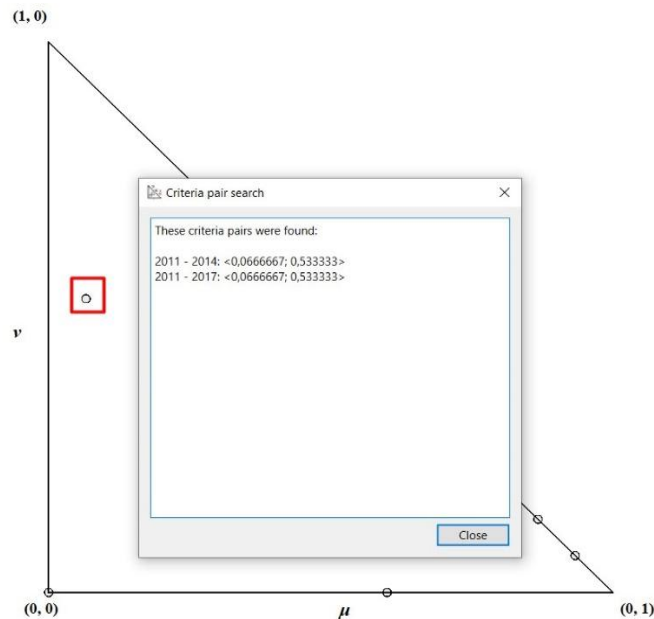 (1, 0)
Criteria pair search
These criteria pairs were found:
2011 - 2014: <0,0666667; 0,533333>
2011 - 2017: <0,0666667; 0,533333>
ν
Close
(0, 0)
μ
(0, 1)